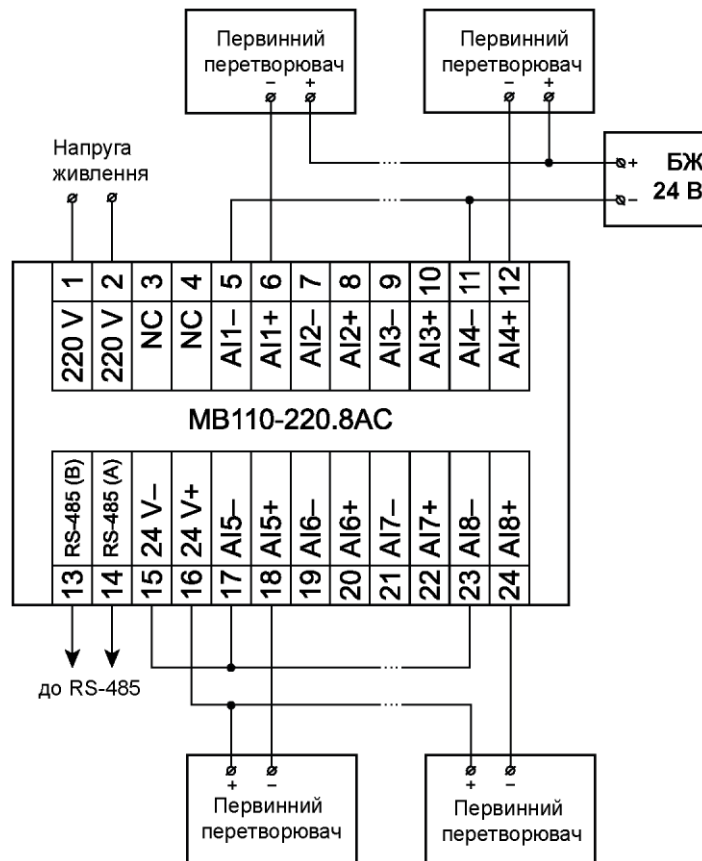 Первинний
перетворювач
– +
Первинний
перетворювач
– +
Напруга
живлення
+ БЖ
– 24 В
1 2 3 4 5 6 7 8 9 10 11 12
220 V 220 V NC NC AI1– AI1+ AI2– AI2+ AI3– AI3+ AI4– AI4+
МВ110-220.8АС
RS-485 (B) RS-485 (A) 24 V– 24 V+ AI5– AI5+ AI6– AI6+ AI7– AI7+ AI8– AI8+
13 14 15 16 17 18 19 20 21 22 23 24
до RS-485
+ –
Первинний
перетворювач
+ –
Первинний
перетворювач